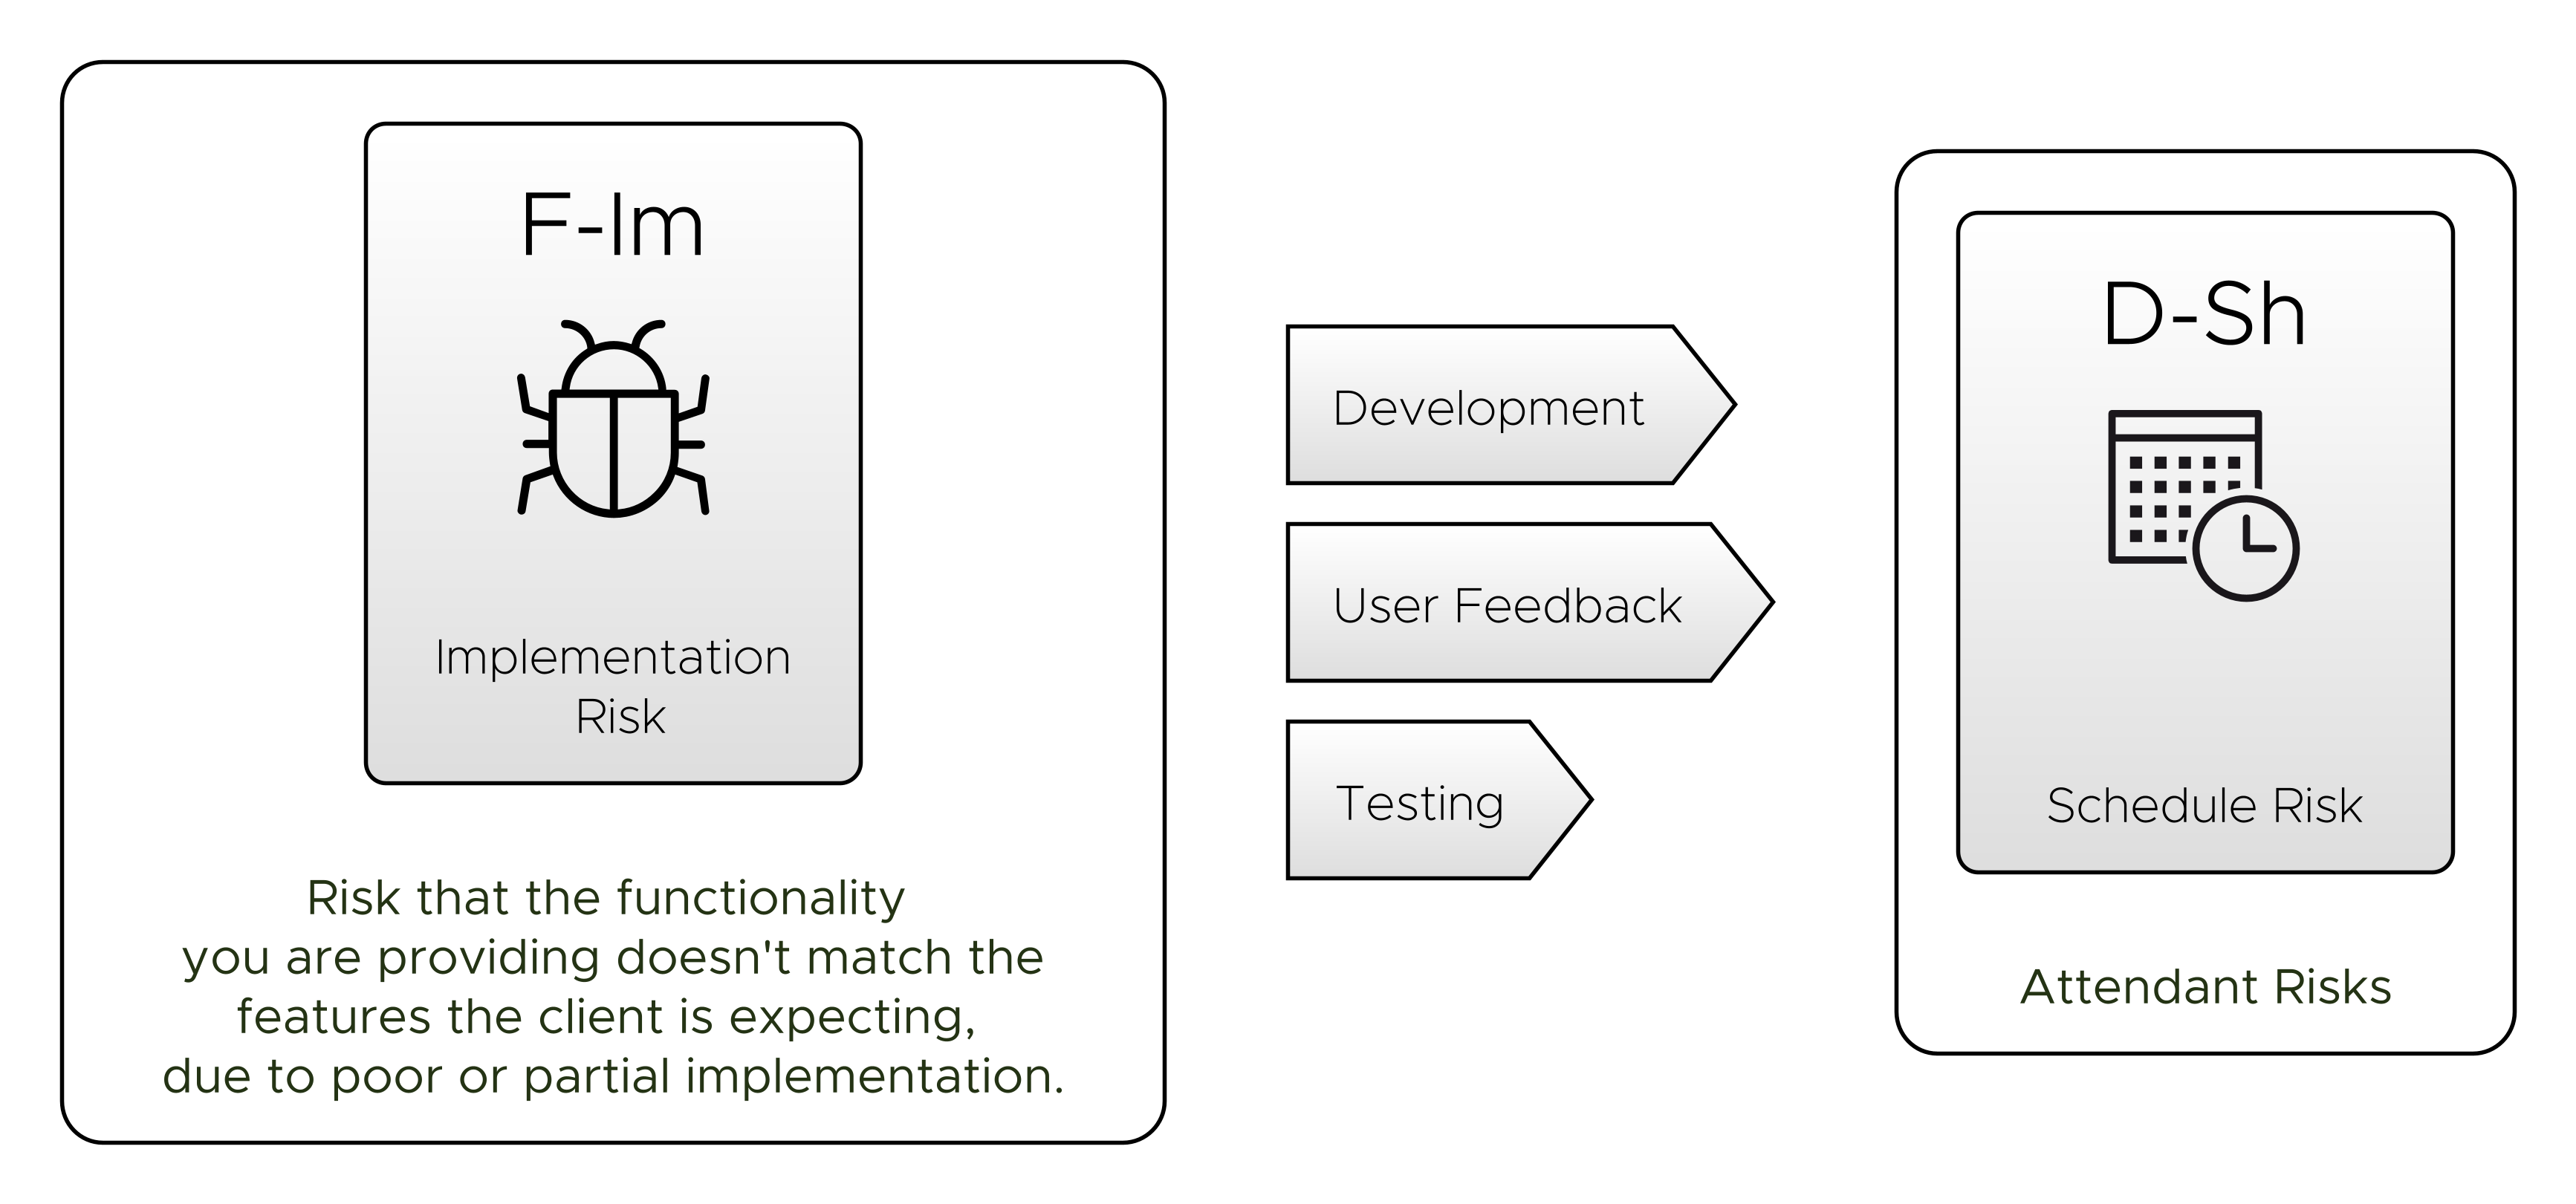 F-Im
Implementation
Risk
Risk that the functionality
you are providing doesn't match the
features the client is expecting,
due to poor or partial implementation.
Development
User Feedback
Testing
D-Sh
Schedule Risk
Attendant Risks